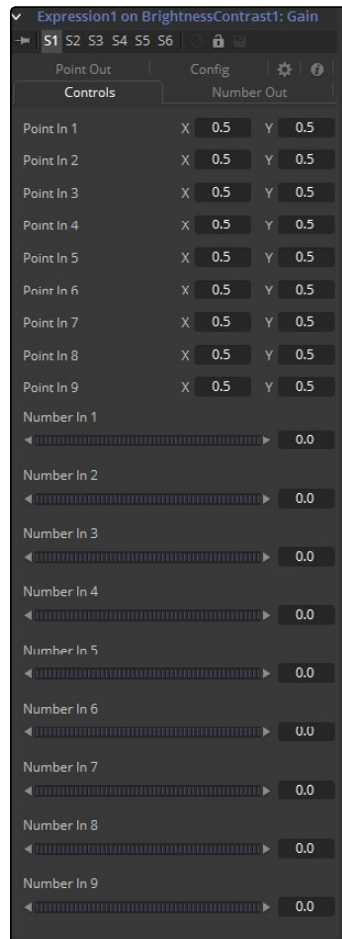 Expression1 on BrightnessContrast1: Gain
S1 S2 S3 S4 S5 S6
Point Out Config
Controls Number Out
Point In 1 X 0.5 Y 0.5
Point In 2 X 0.5 Y 0.5
Point In 3 X 0.5 Y 0.5
Point In 4 X 0.5 Y 0.5
Point In 5 X 0.5 Y 0.5
Point In 6 X 0.5 Y 0.5
Point In 7 X 0.5 Y 0.5
Point In 8 X 0.5 Y 0.5
Point In 9 X 0.5 Y 0.5
Number In 1
0.0
Number In 2
0.0
Number In 3
0.0
Number In 4
0.0
Number In 5
0.0
Number In 6
0.0
Number In 7
0.0
Number In 8
0.0
Number In 9
0.0